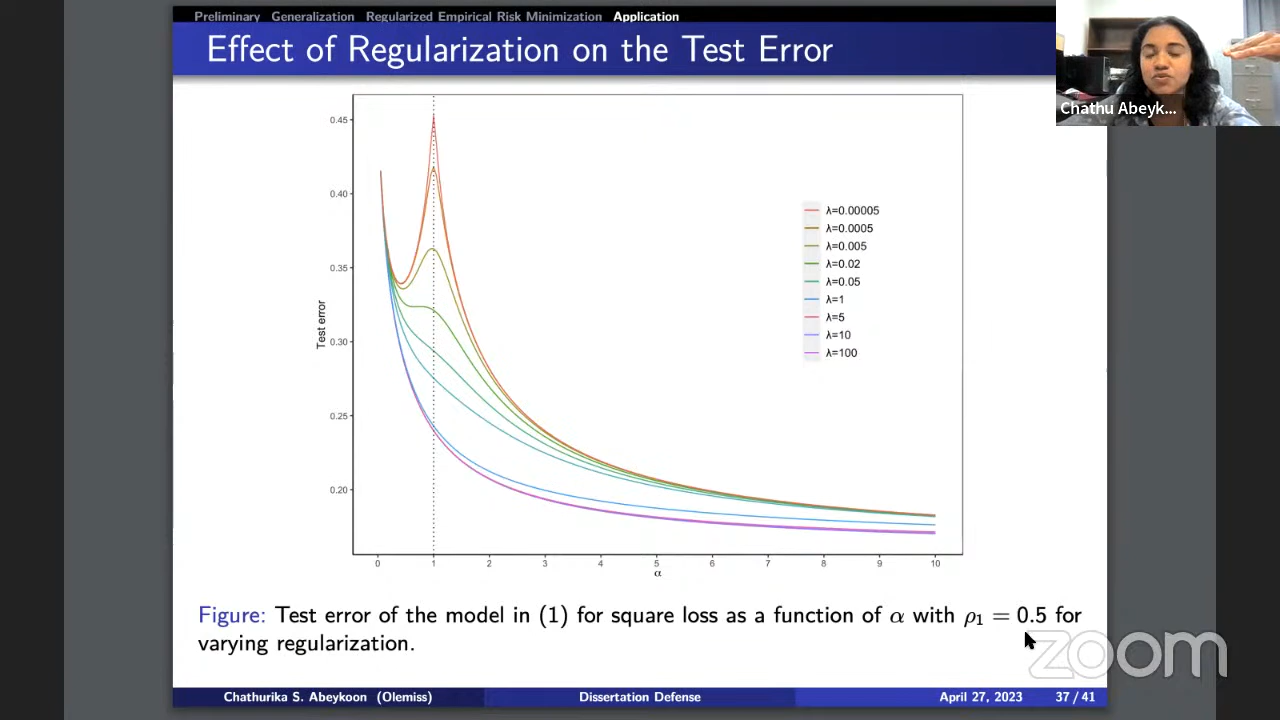 Preliminary Generalization Regularized Empirical Risk Minimization Application
Effect of Regularization on the Test Error
Chathu Abeyk...
0.45
0.40
0.35
0.30
0.25
0.20
Test error
λ=0.00005
λ=0.0005
λ=0.005
λ=0.02
λ=0.05
λ=1
λ=5
λ=10
λ=100
0 1 2 3 4 5 6 7 8 9 10
α
Figure: Test error of the model in (1) for square loss as a function of α with ρ₁ = 0.5 for
varying regularization.
zoom
Chathurika S. Abeykoon (Olemiss) Dissertation Defense April 27, 2023 37 / 41